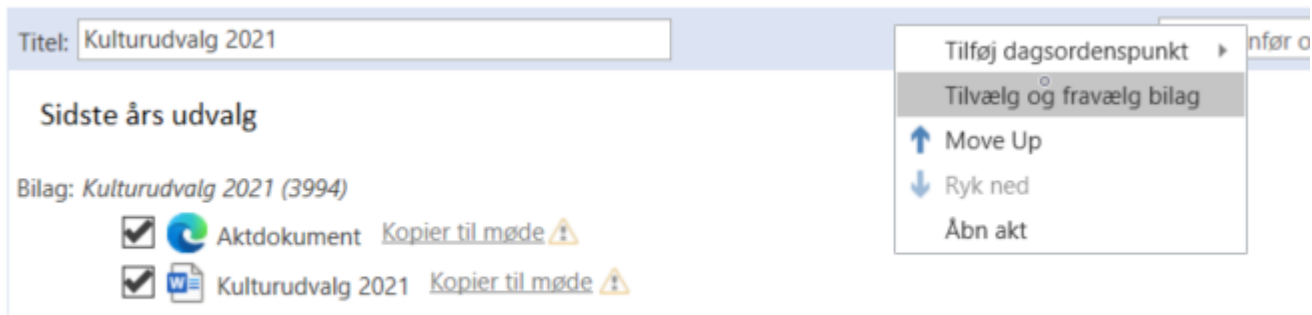 Titel: Kulturudvalg 2021
Tilføj dagsordenspunkt
Tilvælg og fravælg bilag
Move Up
Ryk ned
Åbn akt
Sidste års udvalg
Bilag: Kulturudvalg 2021 (3994)
Aktdokument Kopier til møde
Kulturudvalg 2021 Kopier til møde